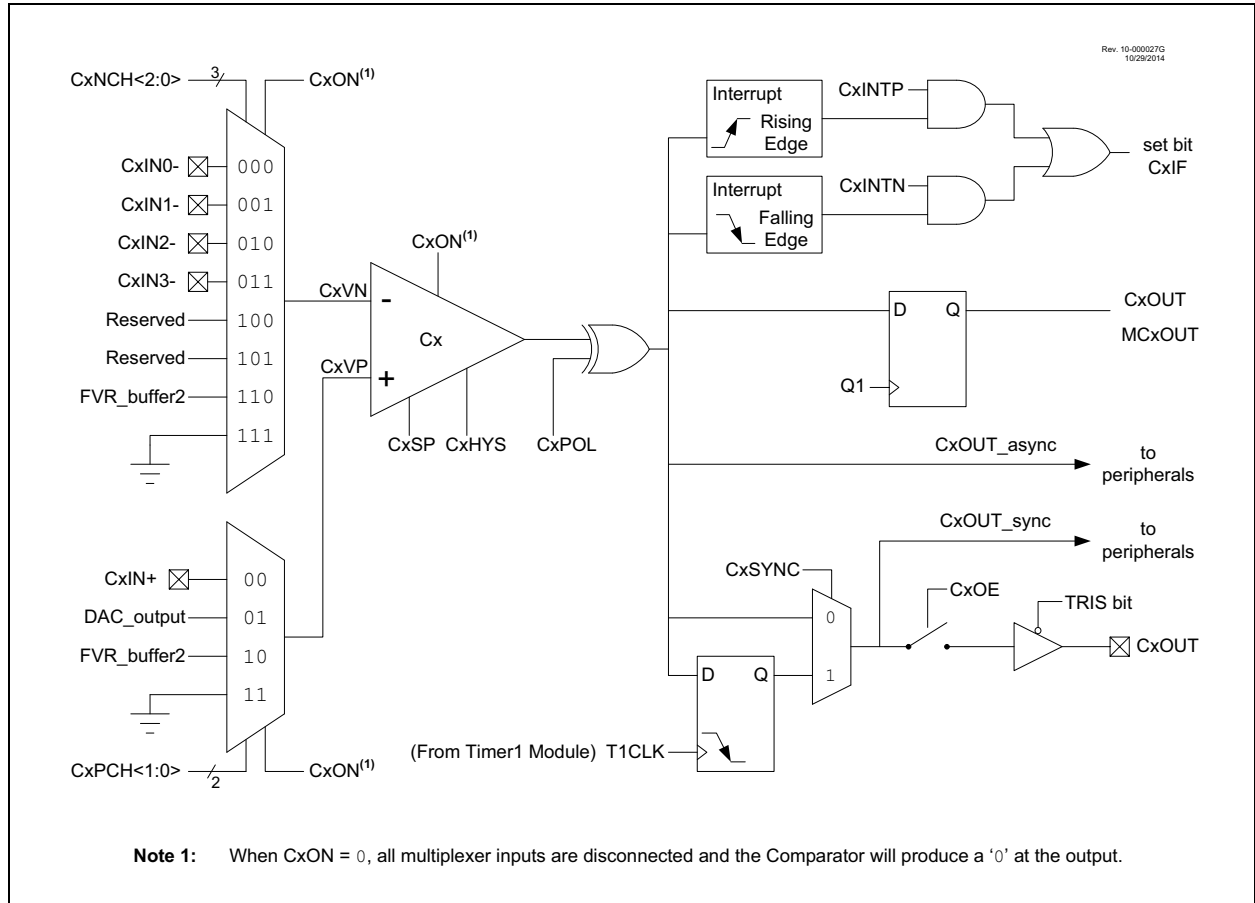 Rev. 10-000027G
10/29/2014
CxNCH<2:0>
3
CxON(1)
CxIN0-
000
CxIN1-
001
CxIN2-
010
CxIN3-
011
Reserved
100
Reserved
101
FVR_buffer2
110
111
CxIN+
00
DAC_output
01
FVR_buffer2
10
11
CxPCH<1:0>
2
CxON(1)
CxON(1)
CxVN
-
Cx
CxVP
+
CxSP
CxHYS
CxPOL
Interrupt
Rising
Edge
CxINTP
Interrupt
Falling
Edge
CxINTN
set bit
CxIF
D
Q
Q1
CxOUT
MCxOUT
CxOUT_async
to
peripherals
CxOUT_sync
to
peripherals
CxSYNC
0
1
CxOE
TRIS bit
CxOUT
D
Q
(From Timer1 Module) T1CLK
Note 1: When CxON = 0, all multiplexer inputs are disconnected and the Comparator will produce a ‘0’ at the output.